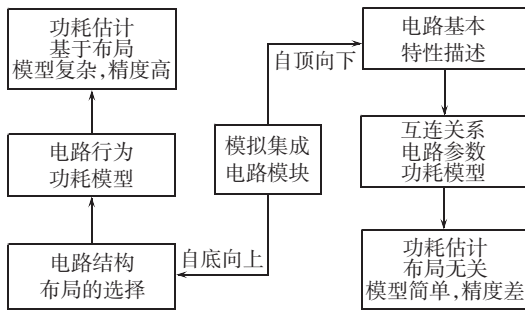 功耗估计
基于布局
模型复杂,精度高
电路行为
功耗模型
电路结构
布局的选择
自顶向下
模拟集成
电路模块
自底向上
电路基本
特性描述
互连关系
电路参数
功耗模型
功耗估计
布局无关
模型简单,精度差